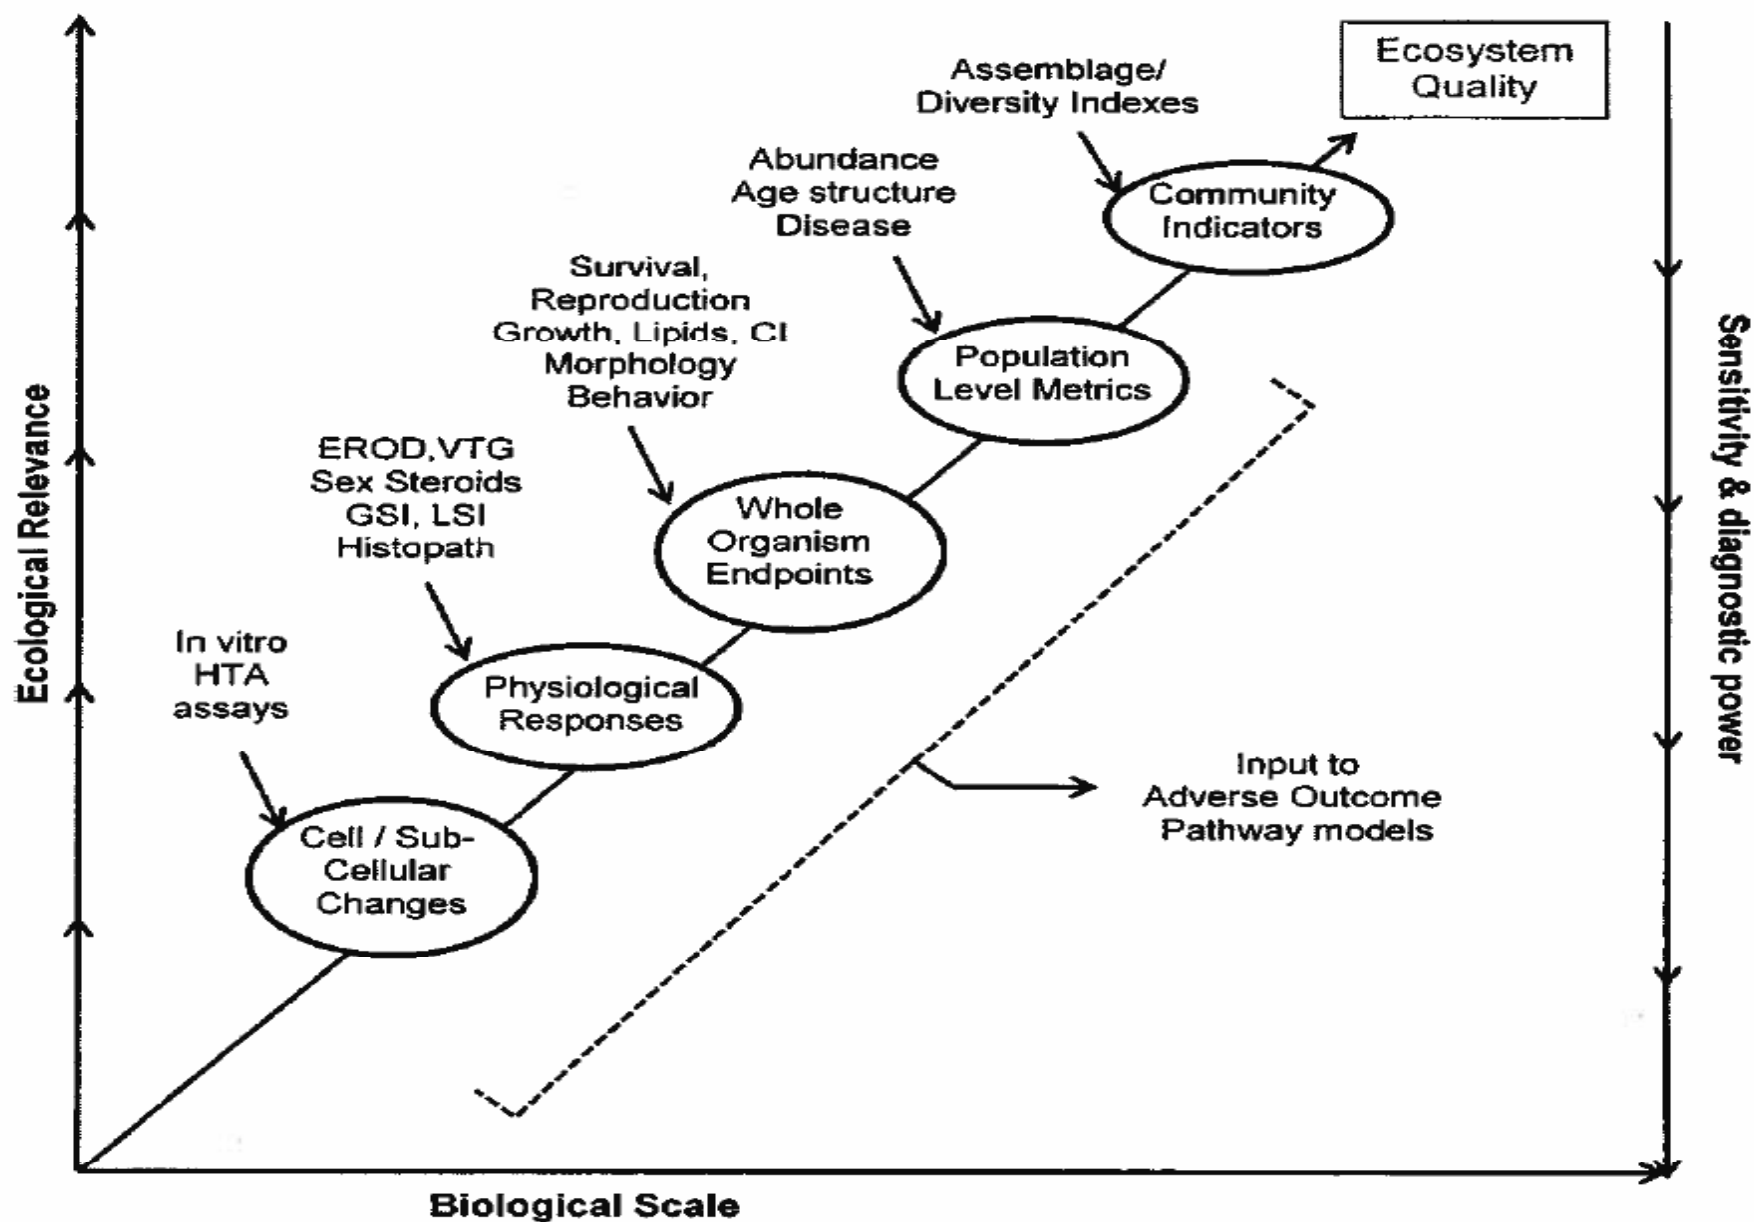 Ecosystem
Quality
Assemblage/
Diversity Indexes
Community
Indicators
Abundance
Age structure
Disease
Population
Level Metrics
Survival,
Reproduction
Growth, Lipids, CI
Morphology
Behavior
Whole
Organism
Endpoints
EROD,VTG
Sex Steroids
GSI, LSI
Histopath
Physiological
Responses
In vitro
HTA
assays
Cell / Sub-
Cellular
Changes
Input to
Adverse Outcome
Pathway models
Ecological Relevance
Sensitivity & diagnostic power
Biological Scale